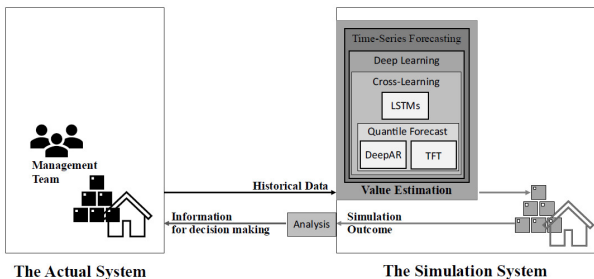 Time-Series Forecasting
Deep Learning
Cross-Learning
LSTMs
Quantile Forecast
DeepAR
TFT
Management
Team
Historical Data
Value Estimation
Information
for decision making
Analysis
Simulation
Outcome
The Actual System
The Simulation System